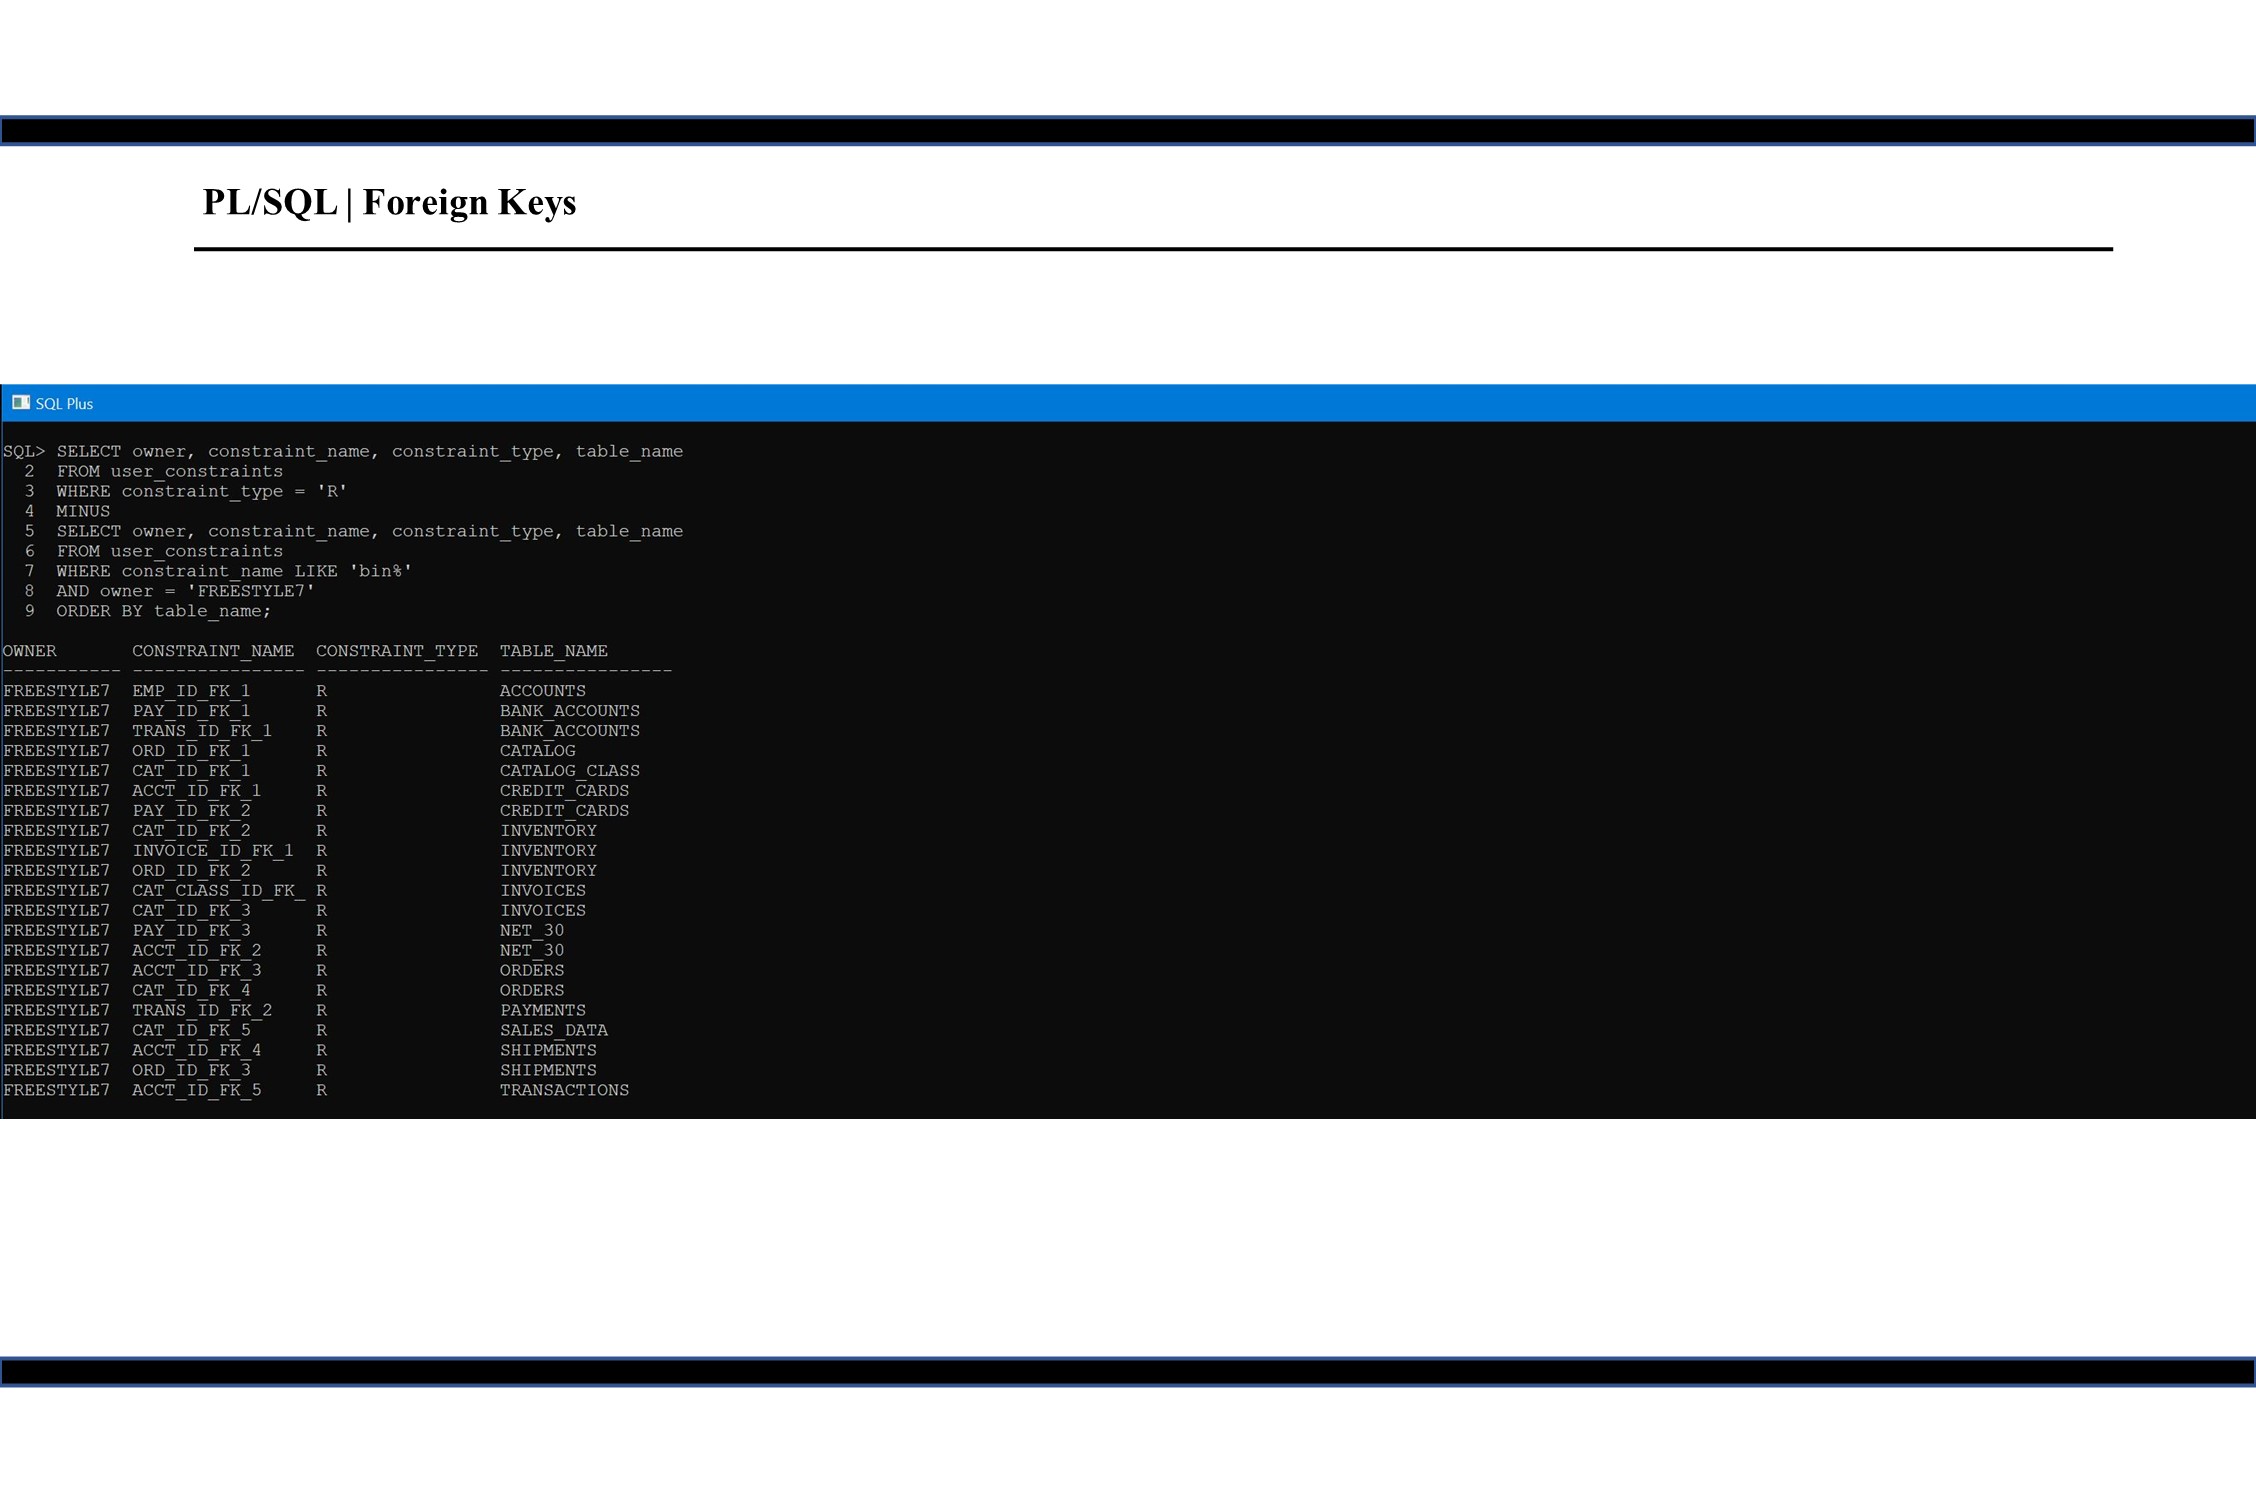 PL/SQL | Foreign Keys
SQL Plus
SQL> SELECT owner, constraint_name, constraint_type, table_name
  2  FROM user_constraints
  3  WHERE constraint_type = 'R'
  4  MINUS
  5  SELECT owner, constraint_name, constraint_type, table_name
  6  FROM user_constraints
  7  WHERE constraint_name LIKE 'bin%'
  8  AND owner = 'FREESTYLE7'
  9  ORDER BY table_name;
OWNER       CONSTRAINT_NAME  CONSTRAINT_TYPE  TABLE_NAME
----------- ---------------- ---------------- ----------------
FREESTYLE7  EMP_ID_FK_1      R                ACCOUNTS
FREESTYLE7  PAY_ID_FK_1      R                BANK_ACCOUNTS
FREESTYLE7  TRANS_ID_FK_1    R                BANK_ACCOUNTS
FREESTYLE7  ORD_ID_FK_1      R                CATALOG
FREESTYLE7  CAT_ID_FK_1      R                CATALOG_CLASS
FREESTYLE7  ACCT_ID_FK_1     R                CREDIT_CARDS
FREESTYLE7  PAY_ID_FK_2      R                CREDIT_CARDS
FREESTYLE7  CAT_ID_FK_2      R                INVENTORY
FREESTYLE7  INVOICE_ID_FK_1  R                INVENTORY
FREESTYLE7  ORD_ID_FK_2      R                INVENTORY
FREESTYLE7  CAT_CLASS_ID_FK_ R                INVOICES
FREESTYLE7  CAT_ID_FK_3      R                INVOICES
FREESTYLE7  PAY_ID_FK_3      R                NET_30
FREESTYLE7  ACCT_ID_FK_2     R                NET_30
FREESTYLE7  ACCT_ID_FK_3     R                ORDERS
FREESTYLE7  CAT_ID_FK_4      R                ORDERS
FREESTYLE7  TRANS_ID_FK_2    R                PAYMENTS
FREESTYLE7  CAT_ID_FK_5      R                SALES_DATA
FREESTYLE7  ACCT_ID_FK_4     R                SHIPMENTS
FREESTYLE7  ORD_ID_FK_3      R                SHIPMENTS
FREESTYLE7  ACCT_ID_FK_5     R                TRANSACTIONS